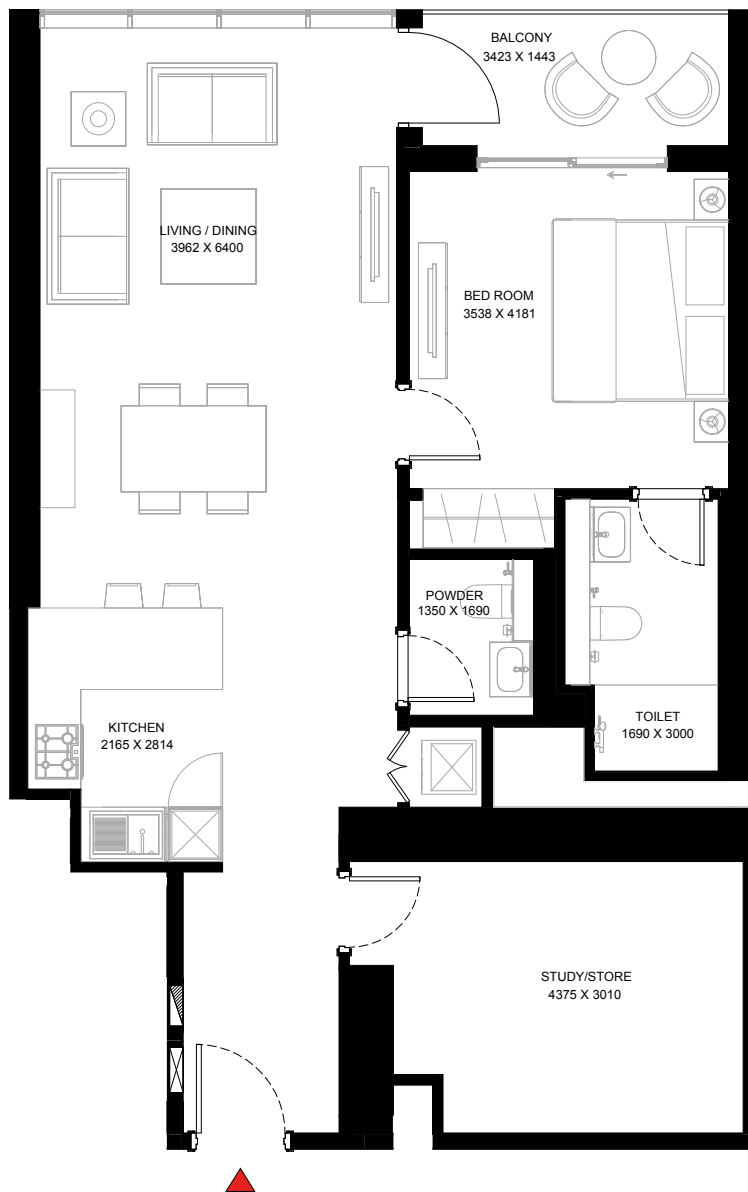 BALCONY
3423 X 1443
LIVING / DINING
3962 X 6400
BED ROOM
3538 X 4181
POWDER
1350 X 1690
KITCHEN
2165 X 2814
TOILET
1690 X 3000
STUDY/STORE
4375 X 3010